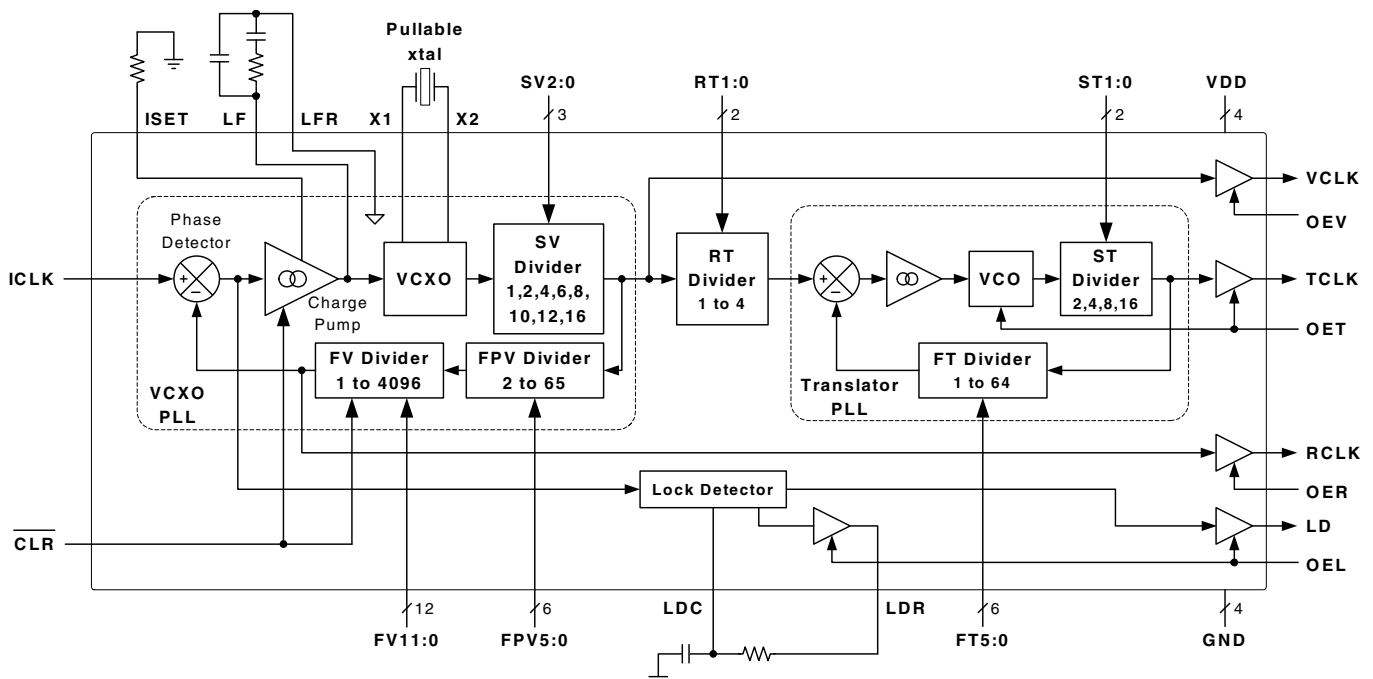 Pullable
xtal
SV2:0
RT1:0
ST1:0
VDD
3
2
2
4
ISET
LF
LFR
X1
X2
VCLK
OEV
Phase
Detector
ICLK
+
−
Charge
Pump
VCXO
SV
Divider
1,2,4,6,8,
10,12,16
RT
Divider
1 to 4
+
−
VCO
ST
Divider
2,4,8,16
TCLK
OET
FV Divider
1 to 4096
FPV Divider
2 to 65
FT Divider
1 to 64
VCXO
PLL
Translator
PLL
RCLK
OER
Lock Detector
LD
OEL
CLR
LDC
LDR
12
6
6
4
FV11:0
FPV5:0
FT5:0
GND